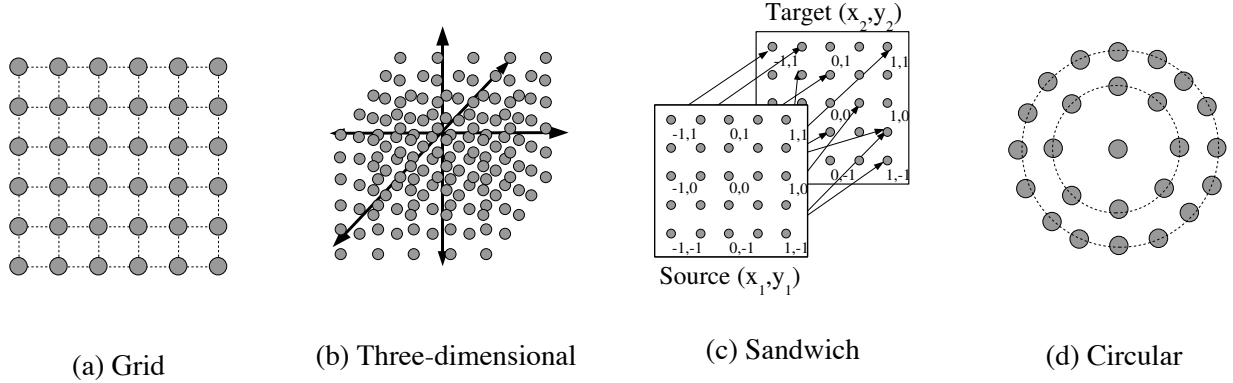 Target (x2,y2)
-1,1 0,1 1,1
0,0 1,0
0,-1 1,-1
-1,1 0,1 1,1
-1,0 0,0 1,0
-1,-1 0,-1 1,-1
Source (x1,y1)
(a) Grid
(b) Three-dimensional
(c) Sandwich
(d) Circular